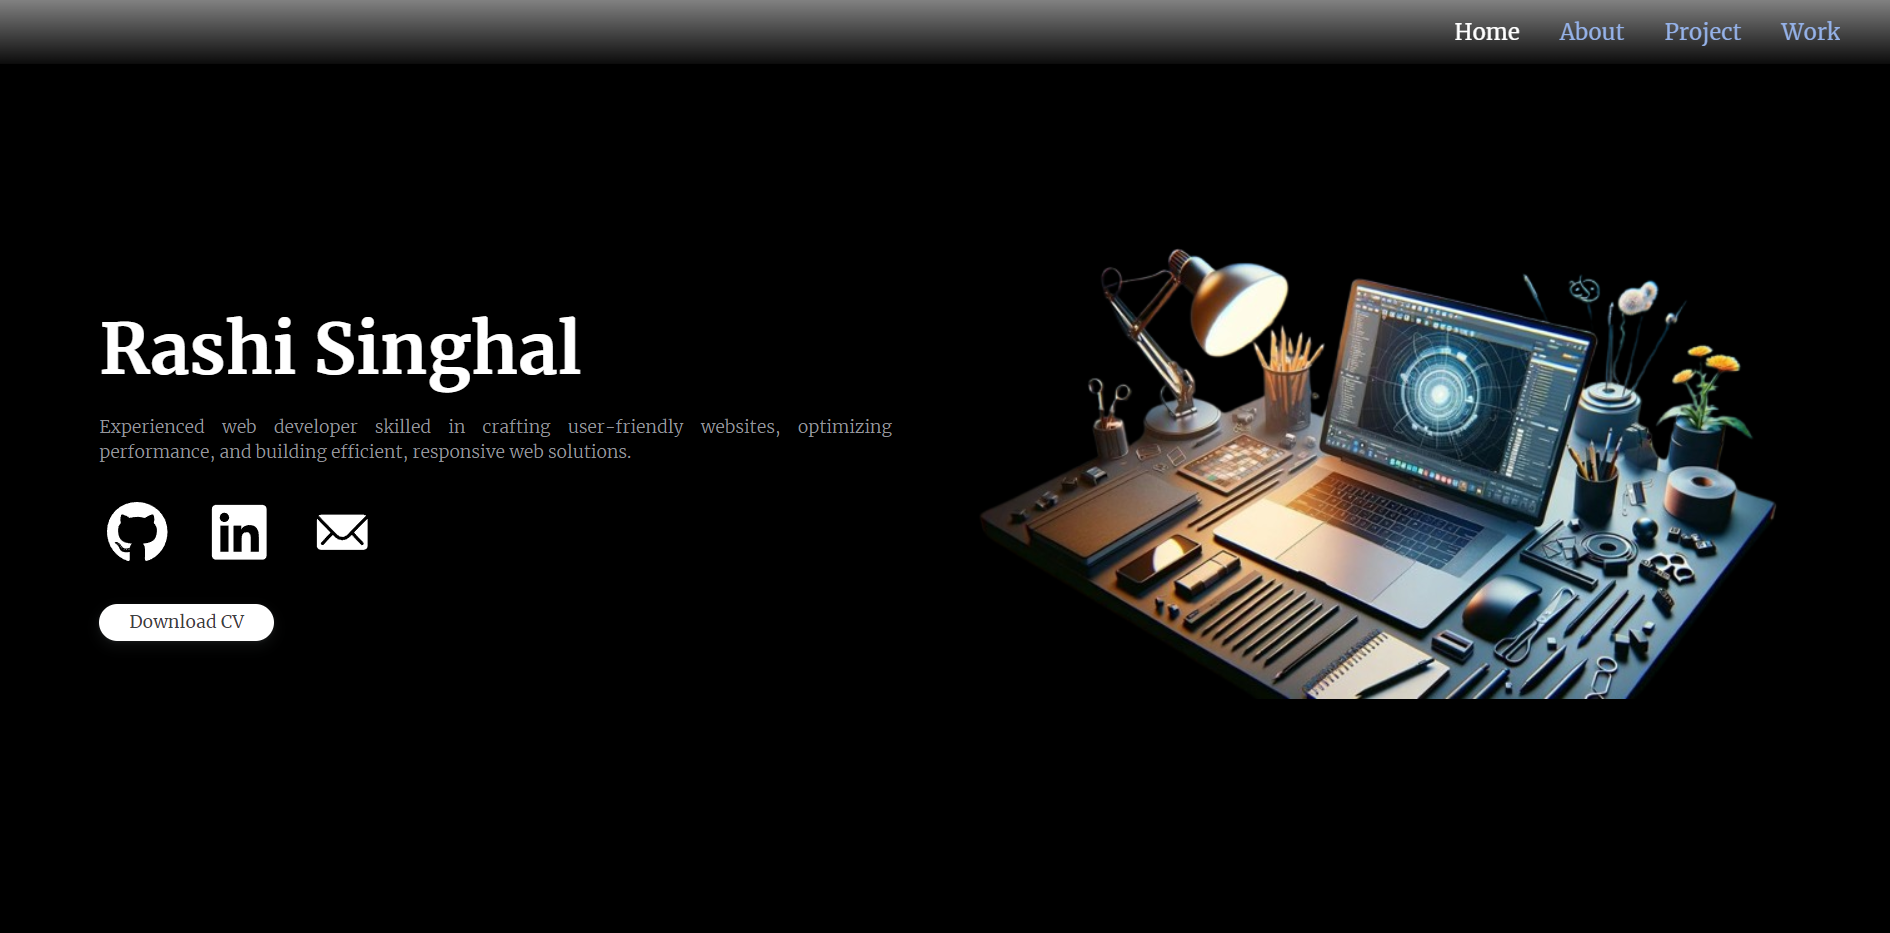 Home About Project Work
Rashi Singhal
Experienced web developer skilled in crafting user-friendly websites, optimizing
performance, and building efficient, responsive web solutions.
in
Download CV